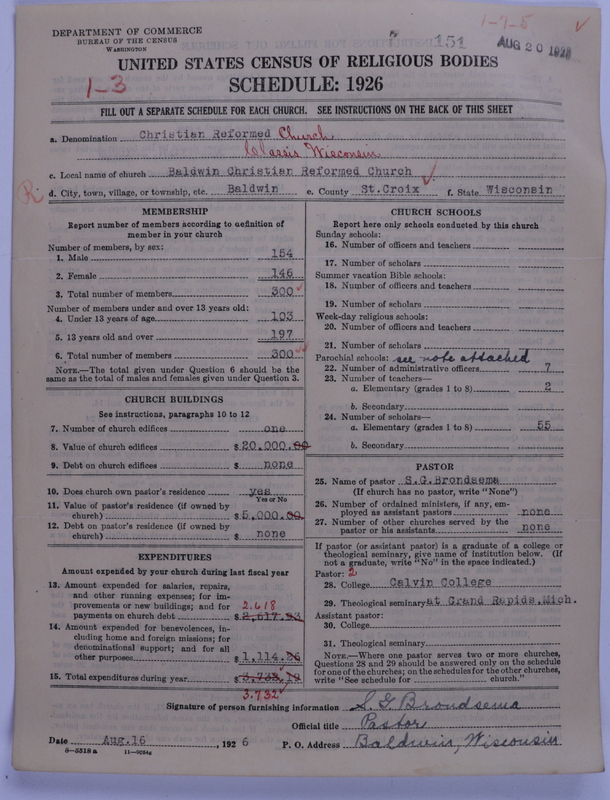 DEPARTMENT OF COMMERCE
BUREAU OF THE CENSUS
WASHINGTON
151
1-7-5
AUG 20 1926
UNITED STATES CENSUS OF RELIGIOUS BODIES
1-3
SCHEDULE: 1926
FILL OUT A SEPARATE SCHEDULE FOR EACH CHURCH. SEE INSTRUCTIONS ON THE BACK OF THIS SHEET
a. Denomination Christian Reformed Church.
Classis Wisconsin
c. Local name of church Baldwin Christian Reformed Church
R
d. City, town, village, or township, etc. Baldwin e. County St.Croix f. State Wisconsin
MEMBERSHIP
Report number of members according to definition of
member in your church
Number of members, by sex:
1. Male 154
2. Female 146
3. Total number of members 300
Number of members under and over 13 years old:
4. Under 13 years of age 103
5. 13 years old and over 197
6. Total number of members 300
NOTE.—The total given under Question 6 should be the
same as the total of males and females given under Question 3.
CHURCH BUILDINGS
See instructions, paragraphs 10 to 12
7. Number of church edifices one
8. Value of church edifices $20,000.00
9. Debt on church edifices $ none
10. Does church own pastor's residence yes
Yes or No
11. Value of pastor's residence (if owned by
church) $5,000.00
12. Debt on pastor's residence (if owned by
church) $ none
EXPENDITURES
Amount expended by your church during last fiscal year
13. Amount expended for salaries, repairs,
and other running expenses; for im-
provements or new buildings; and for 2.618
payments on church debt $2,617.93
14. Amount expended for benevolences, in-
cluding home and foreign missions; for
denominational support; and for all
other purposes $1,114.26
15. Total expenditures during year $3,732.19
3.732
CHURCH SCHOOLS
Report here only schools conducted by this church
Sunday schools:
16. Number of officers and teachers
17. Number of scholars
Summer vacation Bible schools:
18. Number of officers and teachers
19. Number of scholars
Week-day religious schools:
20. Number of officers and teachers
21. Number of scholars
Parochial schools: see note attached
22. Number of administrative officers 7
23. Number of teachers—
a. Elementary (grades 1 to 8) 2
b. Secondary
24. Number of scholars—
a. Elementary (grades 1 to 8) 55
b. Secondary
PASTOR
25. Name of pastor S.G.Brondsema
(If church has no pastor, write "None")
26. Number of ordained ministers, if any, em-
ployed as assistant pastors none
27. Number of other churches served by the
pastor or his assistants none
If pastor (or assistant pastor) is a graduate of a college or
theological seminary, give name of institution below. (If
not a graduate, write "No" in the space indicated.)
Pastor: 2
28. College Calvin College
29. Theological seminary at Grand Rapids,Mich.
Assistant pastor:
30. College
31. Theological seminary
NOTE.—Where one pastor serves two or more churches,
Questions 28 and 29 should be answered only on the schedule
for one of the churches; on the schedules for the other churches,
write "See schedule for church."
Signature of person furnishing information S. G. Brondsema
Official title Pastor
Date Aug.16, 1926 P. O. Address Baldwin, Wisconsin
8-5518 a 11-9034a